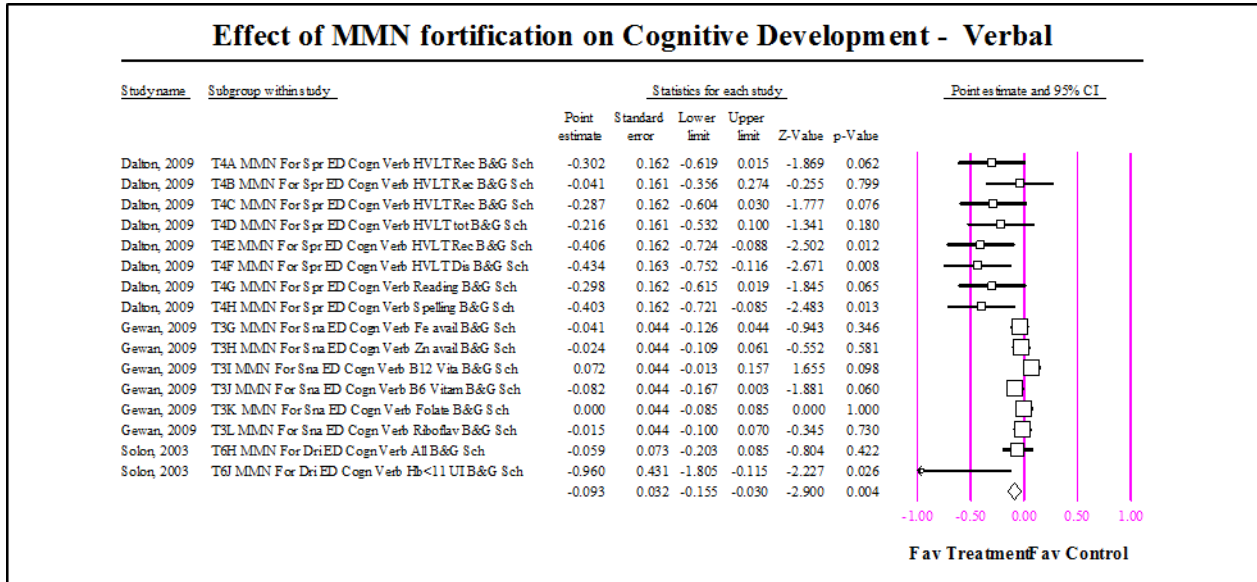 Effect of MMN fortification on Cognitive Development - Verbal
Study name Subgroup within study Statistics for each study Point estimate and 95% CI
Point Standard Lower Upper
estimate error limit limit Z-Value p-Value
Dalton, 2009 T4A MMN For Spr ED Cogn Verb HVLT Rec B&G Sch -0.302 0.162 -0.619 0.015 -1.869 0.062
Dalton, 2009 T4B MMN For Spr ED Cogn Verb HVLT Rec B&G Sch -0.041 0.161 -0.356 0.274 -0.255 0.799
Dalton, 2009 T4C MMN For Spr ED Cogn Verb HVLT Rec B&G Sch -0.287 0.162 -0.604 0.030 -1.777 0.076
Dalton, 2009 T4D MMN For Spr ED Cogn Verb HVLT tot B&G Sch -0.216 0.161 -0.532 0.100 -1.341 0.180
Dalton, 2009 T4E MMN For Spr ED Cogn Verb HVLT Rec B&G Sch -0.406 0.162 -0.724 -0.088 -2.502 0.012
Dalton, 2009 T4F MMN For Spr ED Cogn Verb HVLT Dis B&G Sch -0.434 0.163 -0.752 -0.116 -2.671 0.008
Dalton, 2009 T4G MMN For Spr ED Cogn Verb Reading B&G Sch -0.298 0.162 -0.615 0.019 -1.845 0.065
Dalton, 2009 T4H MMN For Spr ED Cogn Verb Spelling B&G Sch -0.403 0.162 -0.721 -0.085 -2.483 0.013
Gewan, 2009 T3G MMN For Sna ED Cogn Verb Fe avail B&G Sch -0.041 0.044 -0.126 0.044 -0.943 0.346
Gewan, 2009 T3H MMN For Sna ED Cogn Verb Zn avail B&G Sch -0.024 0.044 -0.109 0.061 -0.552 0.581
Gewan, 2009 T3I MMN For Sna ED Cogn Verb B12 Vita B&G Sch 0.072 0.044 -0.013 0.157 1.655 0.098
Gewan, 2009 T3J MMN For Sna ED Cogn Verb B6 Vitam B&G Sch -0.082 0.044 -0.167 0.003 -1.881 0.060
Gewan, 2009 T3K MMN For Sna ED Cogn Verb Folate B&G Sch 0.000 0.044 -0.085 0.085 0.000 1.000
Gewan, 2009 T3L MMN For Sna ED Cogn Verb Riboflav B&G Sch -0.015 0.044 -0.100 0.070 -0.345 0.730
Solon, 2003 T6H MMN For Dri ED Cogn Verb All B&G Sch -0.059 0.073 -0.203 0.085 -0.804 0.422
Solon, 2003 T6J MMN For Dri ED Cogn Verb Hb<11 UI B&G Sch -0.960 0.431 -1.805 -0.115 -2.227 0.026
-0.093 0.032 -0.155 -0.030 -2.900 0.004
-1.00 -0.50 0.00 0.50 1.00
Fav Treatment Fav Control